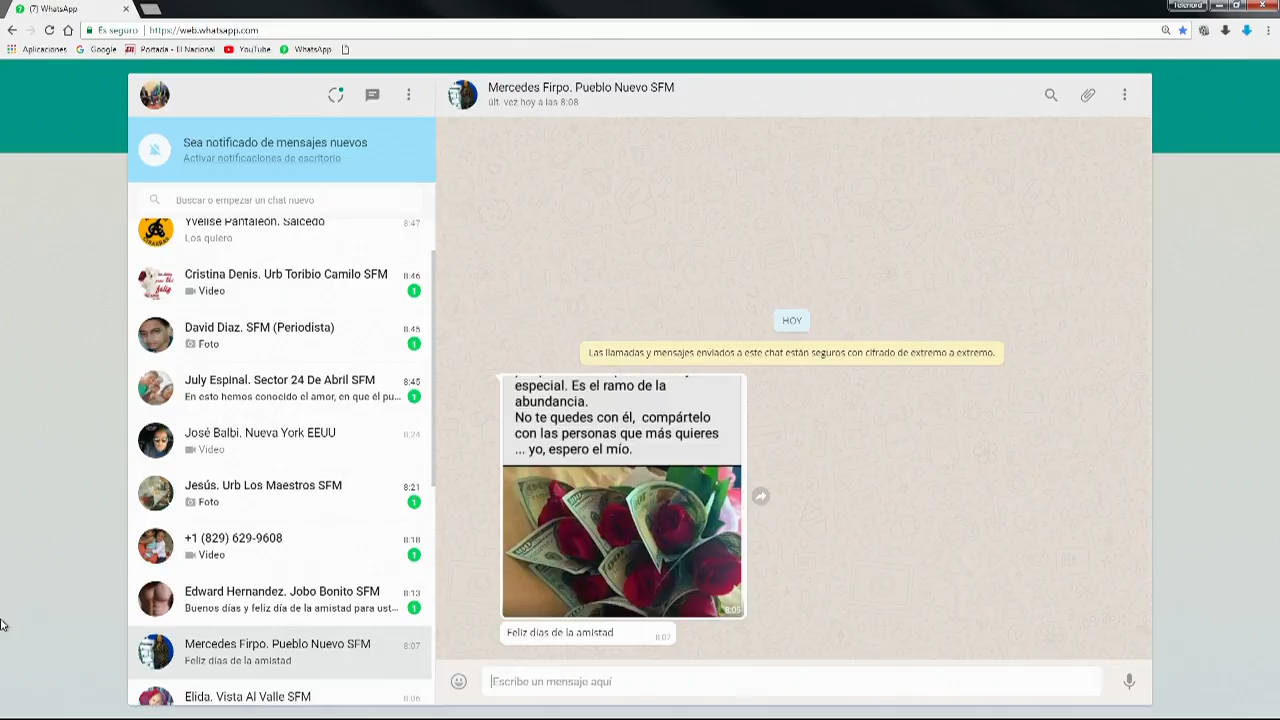 (7) WhatsApp
Telenord
Es seguro
https://web.whatsapp.com
Aplicaciones
Google
Portada - El Nacional
YouTube
WhatsApp
Sea notificado de mensajes nuevos
Activar notificaciones de escritorio
Buscar o empezar un chat nuevo
Yvelise Pantaleon. Salcedo
8:47
Los quiero
Cristina Denis. Urb Toribio Camilo SFM
8:46
Video
1
David Diaz. SFM (Periodista)
8:45
Foto
1
July Espinal. Sector 24 De Abril SFM
8:45
En esto hemos conocido el amor, en que él pu...
1
José Balbi. Nueva York EEUU
8:24
Video
Jesús. Urb Los Maestros SFM
8:21
Foto
1
+1 (829) 629-9608
8:18
Video
1
Edward Hernandez. Jobo Bonito SFM
8:13
Buenos días y feliz día de la amistad para ust...
1
Mercedes Firpo. Pueblo Nuevo SFM
8:07
Feliz días de la amistad
Elida. Vista Al Valle SFM
8:06
Mercedes Firpo. Pueblo Nuevo SFM
últ. vez hoy a las 8:08
HOY
Las llamadas y mensajes enviados a este chat están seguros con cifrado de extremo a extremo.
especial. Es el ramo de la
abundancia.
No te quedes con él, compártelo
con las personas que más quieres
... yo, espero el mío.
8:05
Feliz días de la amistad
8:07
Escribe un mensaje aquí